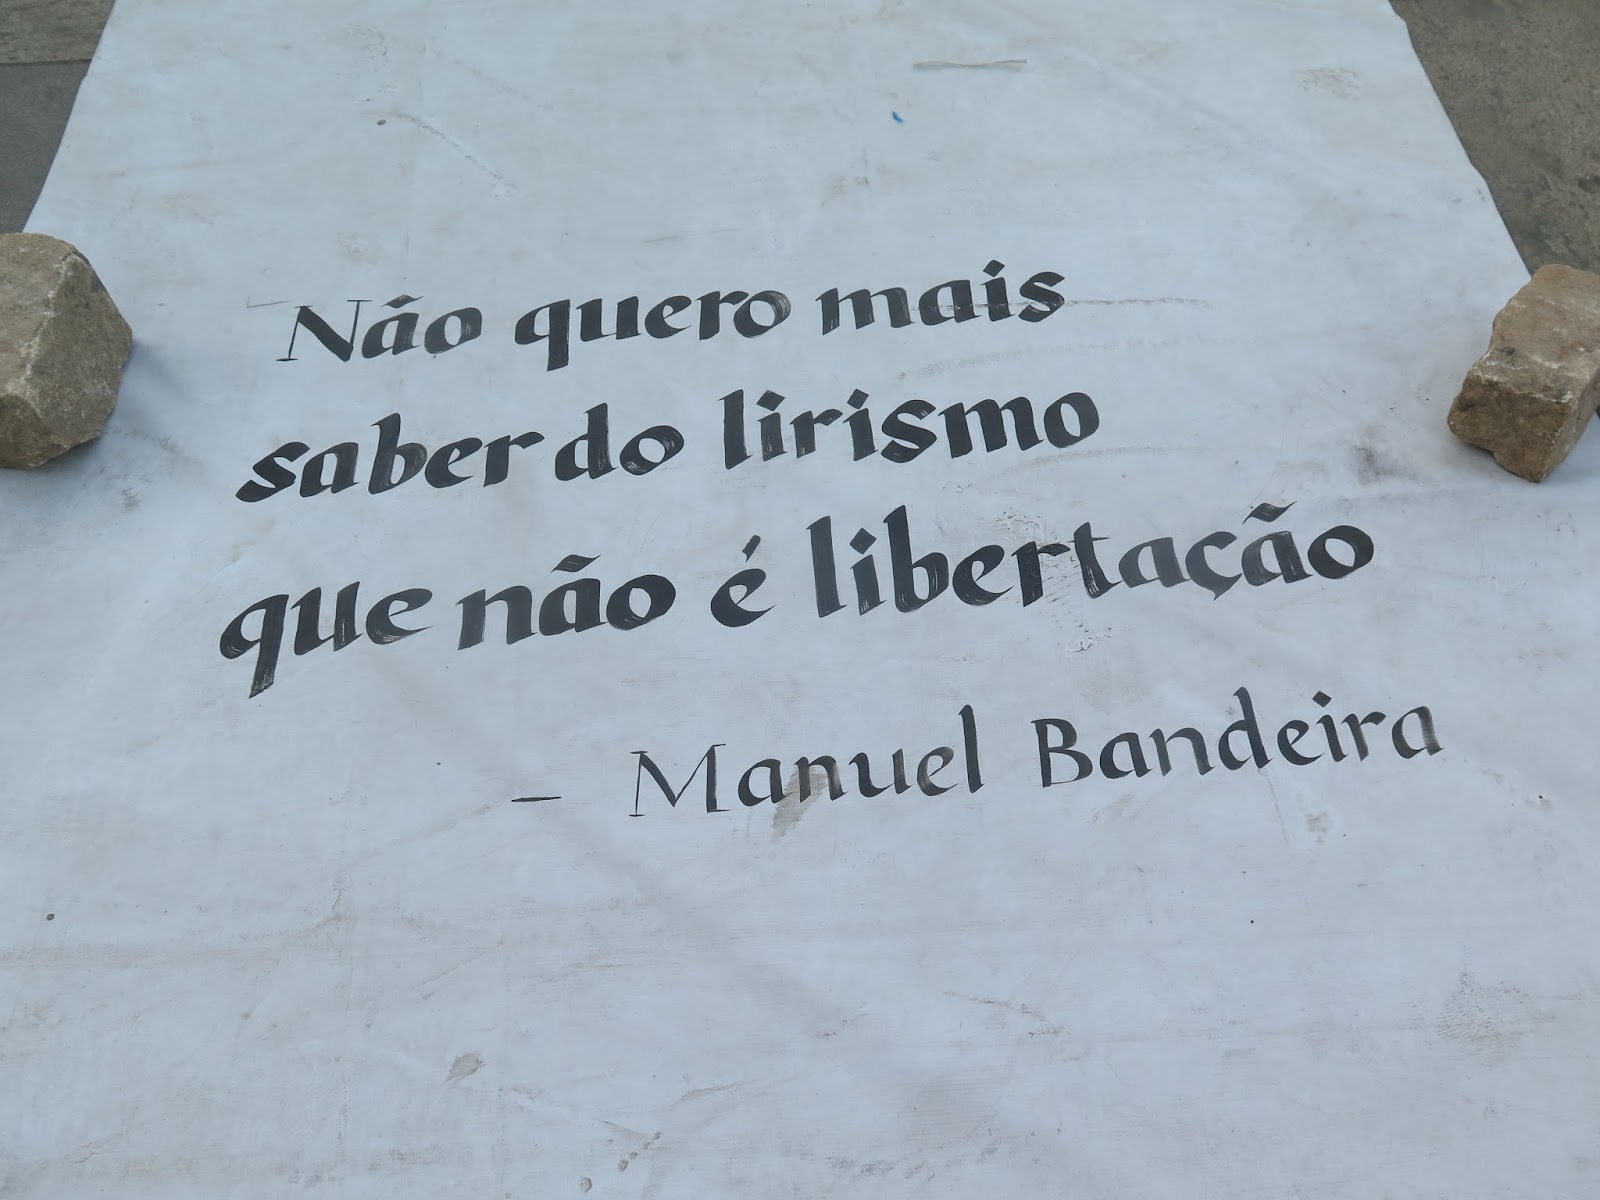 Não quero mais
saber do lirismo
que não é libertação
- Manuel Bandeira